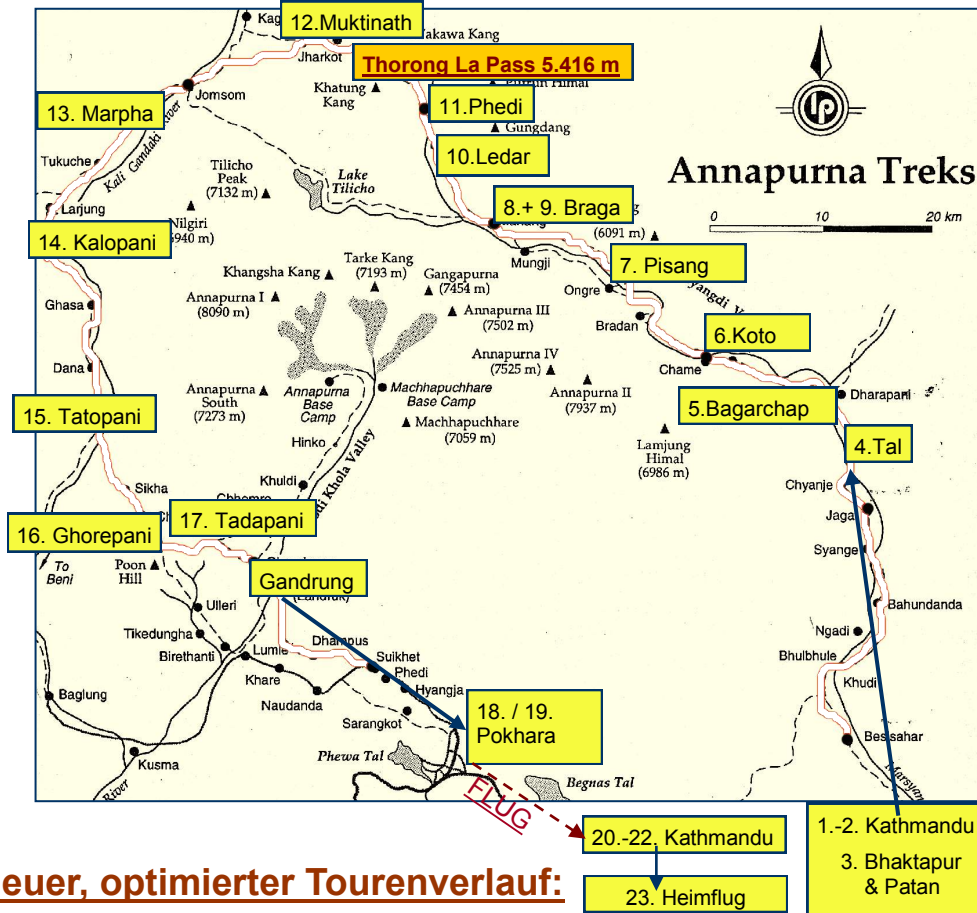 12. Muktinath
Jharkot
Thorong La Pass 5.416 m
Khatung
Kang
Jomsom
13. Marpha
11.Phedi
Gungdang
10.Ledar
Annapurna Treks
0 10 20 km
Tukuche
Kali Gandaki River
Tilicho
Peak
(7132 m)
Lake
Tilicho
Larjung
8.+ 9. Braga
(6091 m)
14. Kalopani
Mungji
7. Pisang
Khangsha Kang
Tarke Kang
(7193 m)
Gangapurna
(7454 m)
Ongre
Ghasa
Annapurna I
(8090 m)
Annapurna III
(7502 m)
Bradan
6.Koto
Chame
Dana
Annapurna IV
(7525 m)
Annapurna
South
(7273 m)
Annapurna
Base
Camp
Machhapuchhare
Base Camp
Annapurna II
(7937 m)
5.Bagarchap
Dharapani
15. Tatopani
Machhapuchhare
(7059 m)
Lamjung
Himal
(6986 m)
4.Tal
Hinko
Khuldi
Khola Valley
Chyanje
Sikha
Jagat
17. Tadapani
16. Ghorepani
Syange
To
Beni
Poon
Hill
Gandrung
Ulleri
Bahundanda
Tikedungha
Ngadi
Birethanti
Lumle
Dhampus
Suikhet
Bhulbhule
Khare
Phedi
Khudi
Baglung
Naudanda
Hyangja
Sarangkot
18. / 19.
Pokhara
Besisahar
Kusma
Phewa Tal
Begnas Tal
River
FLUG
20.-22. Kathmandu
1.-2. Kathmandu
3. Bhaktapur
& Patan
euer, optimierter Tourenverlauf:
23. Heimflug